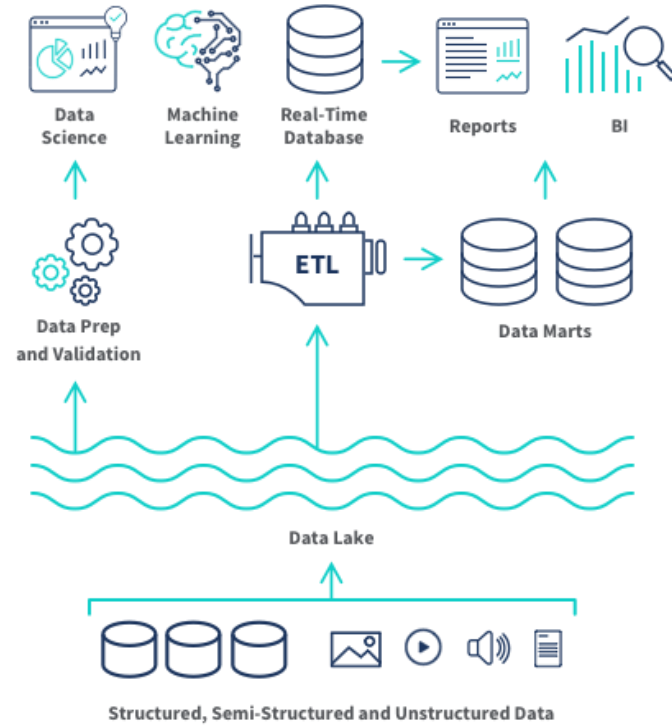 Data
Science
Machine
Learning
Real-Time
Database
Reports
BI
ETL
Data Prep
and Validation
Data Marts
Data Lake
Structured, Semi-Structured and Unstructured Data